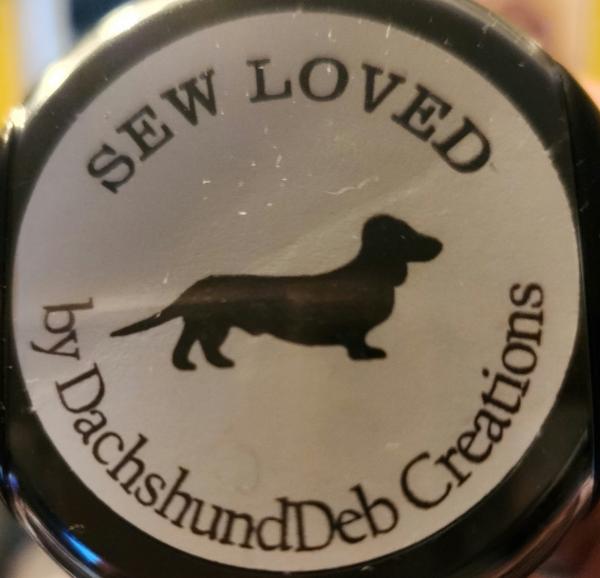 SEW LOVED
by DachshundDeb Creations